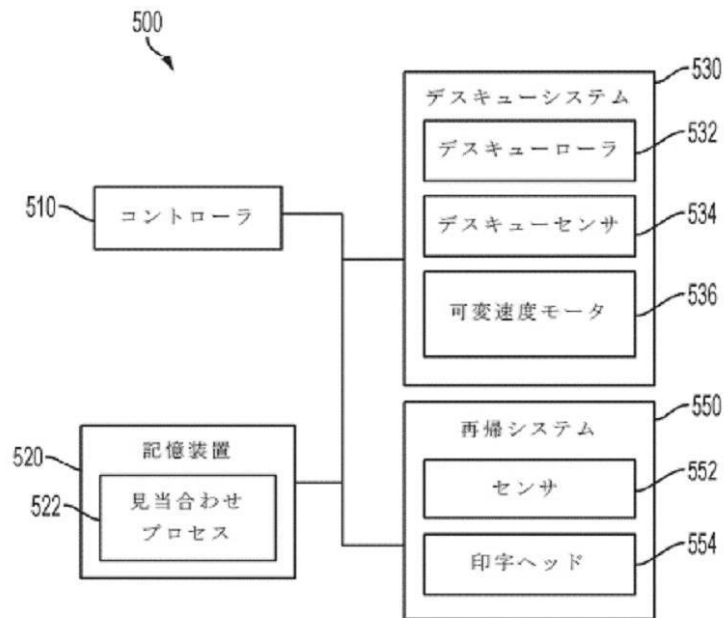 500
530
デスキューシステム
デスキューローラ
532
510
コントローラ
デスキューセンサ
534
可変速度モータ
536
550
再帰システム
520
記憶装置
センサ
552
522
見当合わせ
プロセス
印字ヘッド
554